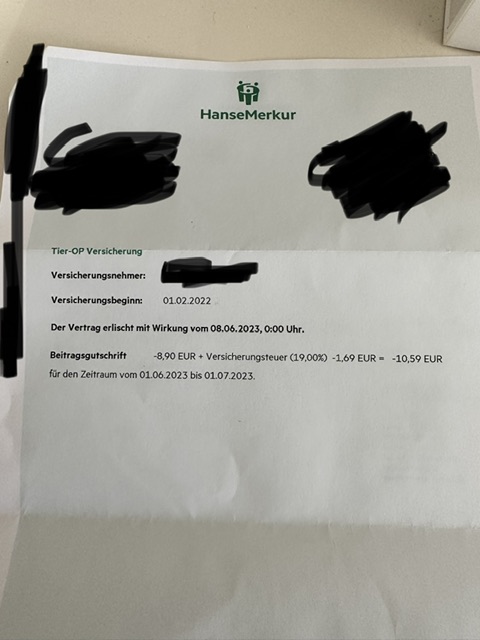 HanseMerkur
Tier-OP Versicherung
Versicherungsnehmer:
Versicherungsbeginn: 01.02.2022
Der Vertrag erlischt mit Wirkung vom 08.06.2023, 0:00 Uhr.
Beitragsgutschrift -8,90 EUR + Versicherungsteuer (19,00%) -1,69 EUR = -10,59 EUR
für den Zeitraum vom 01.06.2023 bis 01.07.2023.